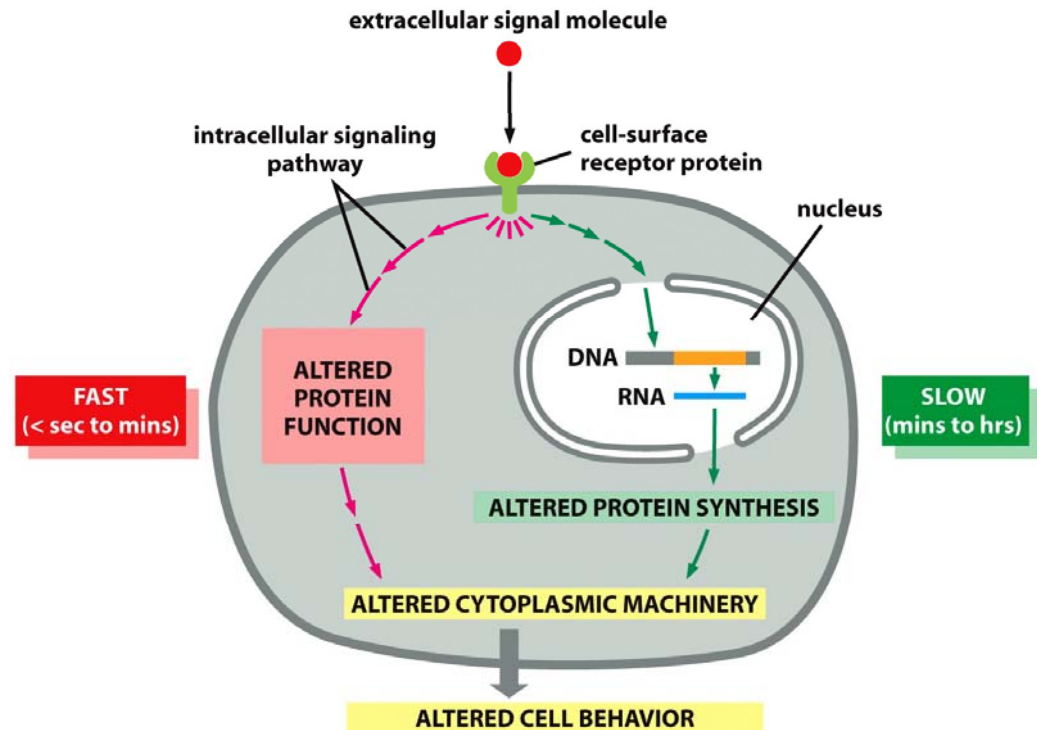 extracellular signal molecule
intracellular signaling
pathway
cell-surface
receptor protein
nucleus
ALTERED
PROTEIN
FUNCTION
DNA
RNA
FAST
(< sec to mins)
SLOW
(mins to hrs)
ALTERED PROTEIN SYNTHESIS
ALTERED CYTOPLASMIC MACHINERY
ALTERED CELL BEHAVIOR